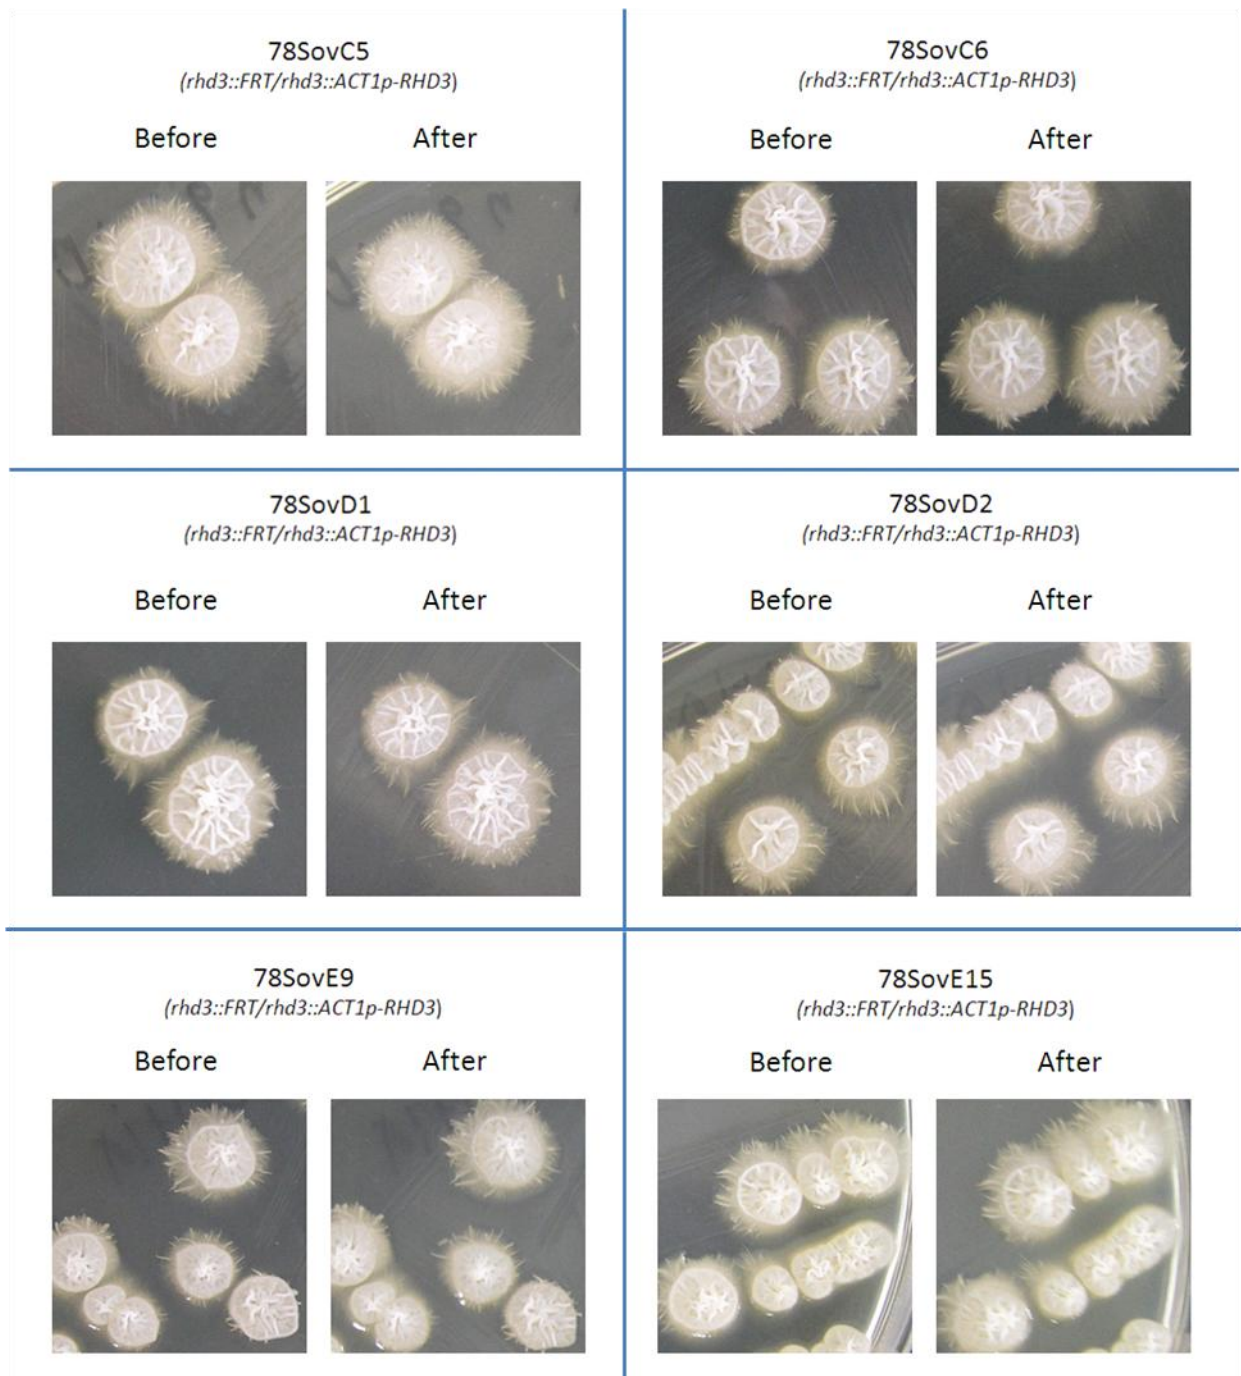 78SovC5
(rhd3::FRT/rhd3::ACT1p-RHD3)
Before After
78SovC6
(rhd3::FRT/rhd3::ACT1p-RHD3)
Before After
78SovD1
(rhd3::FRT/rhd3::ACT1p-RHD3)
Before After
78SovD2
(rhd3::FRT/rhd3::ACT1p-RHD3)
Before After
78SovE9
(rhd3::FRT/rhd3::ACT1p-RHD3)
Before After
78SovE15
(rhd3::FRT/rhd3::ACT1p-RHD3)
Before After